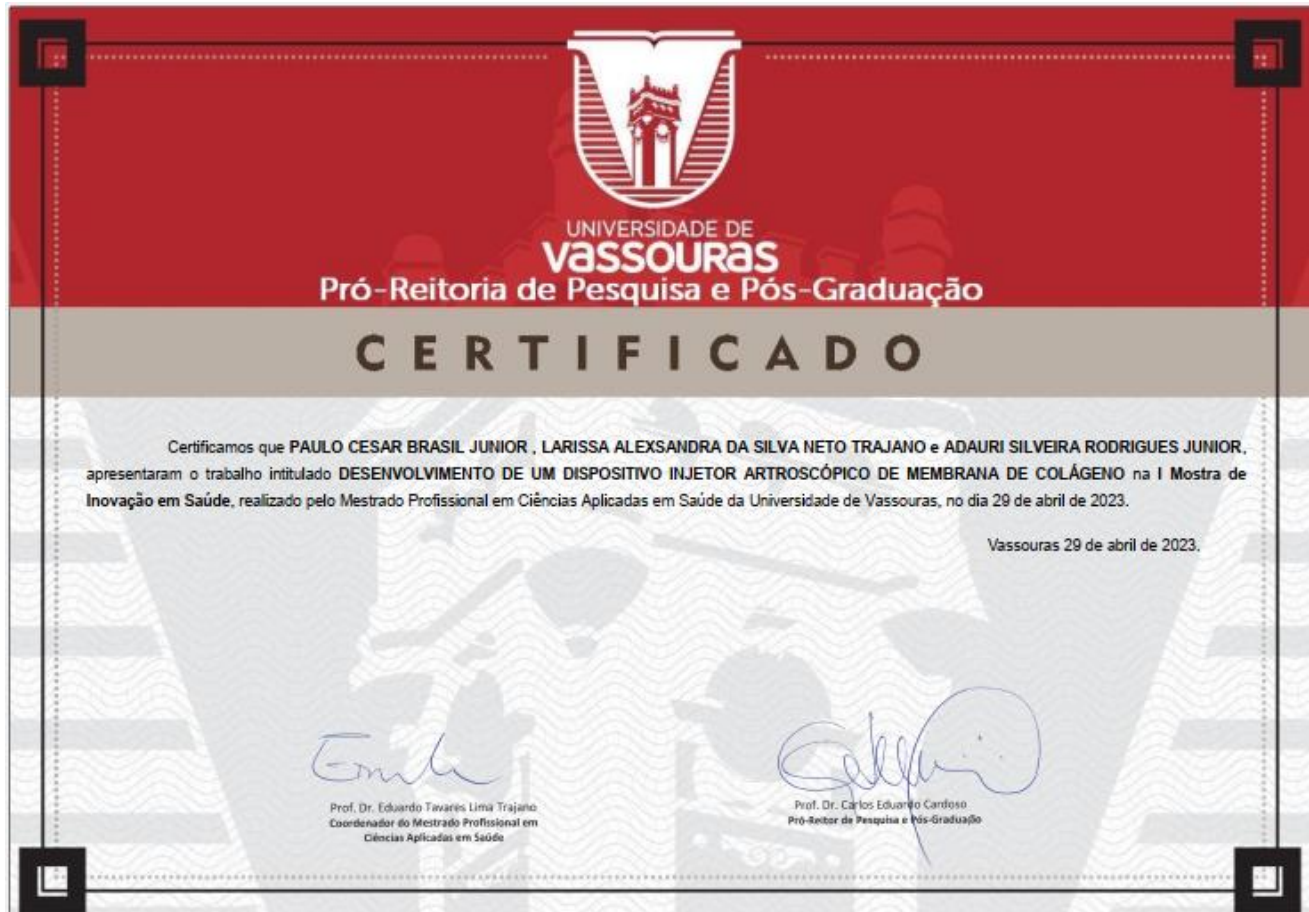 UNIVERSIDADE DE
VASSOURAS
Pró-Reitoria de Pesquisa e Pós-Graduação
CERTIFICADO
Certificamos que PAULO CESAR BRASIL JUNIOR , LARISSA ALEXSANDRA DA SILVA NETO TRAJANO e ADAURI SILVEIRA RODRIGUES JUNIOR,
apresentaram o trabalho intitulado DESENVOLVIMENTO DE UM DISPOSITIVO INJETOR ARTROSCÓPICO DE MEMBRANA DE COLÁGENO na I Mostra de
Inovação em Saúde, realizado pelo Mestrado Profissional em Ciências Aplicadas em Saúde da Universidade de Vassouras, no dia 29 de abril de 2023.
Vassouras 29 de abril de 2023.
Prof. Dr. Eduardo Tavares Lima Trajano
Coordenador do Mestrado Profissional em
Ciências Aplicadas em Saúde
Prof. Dr. Carlos Eduardo Cardoso
Pró-Reitor de Pesquisa e Pós-Graduação